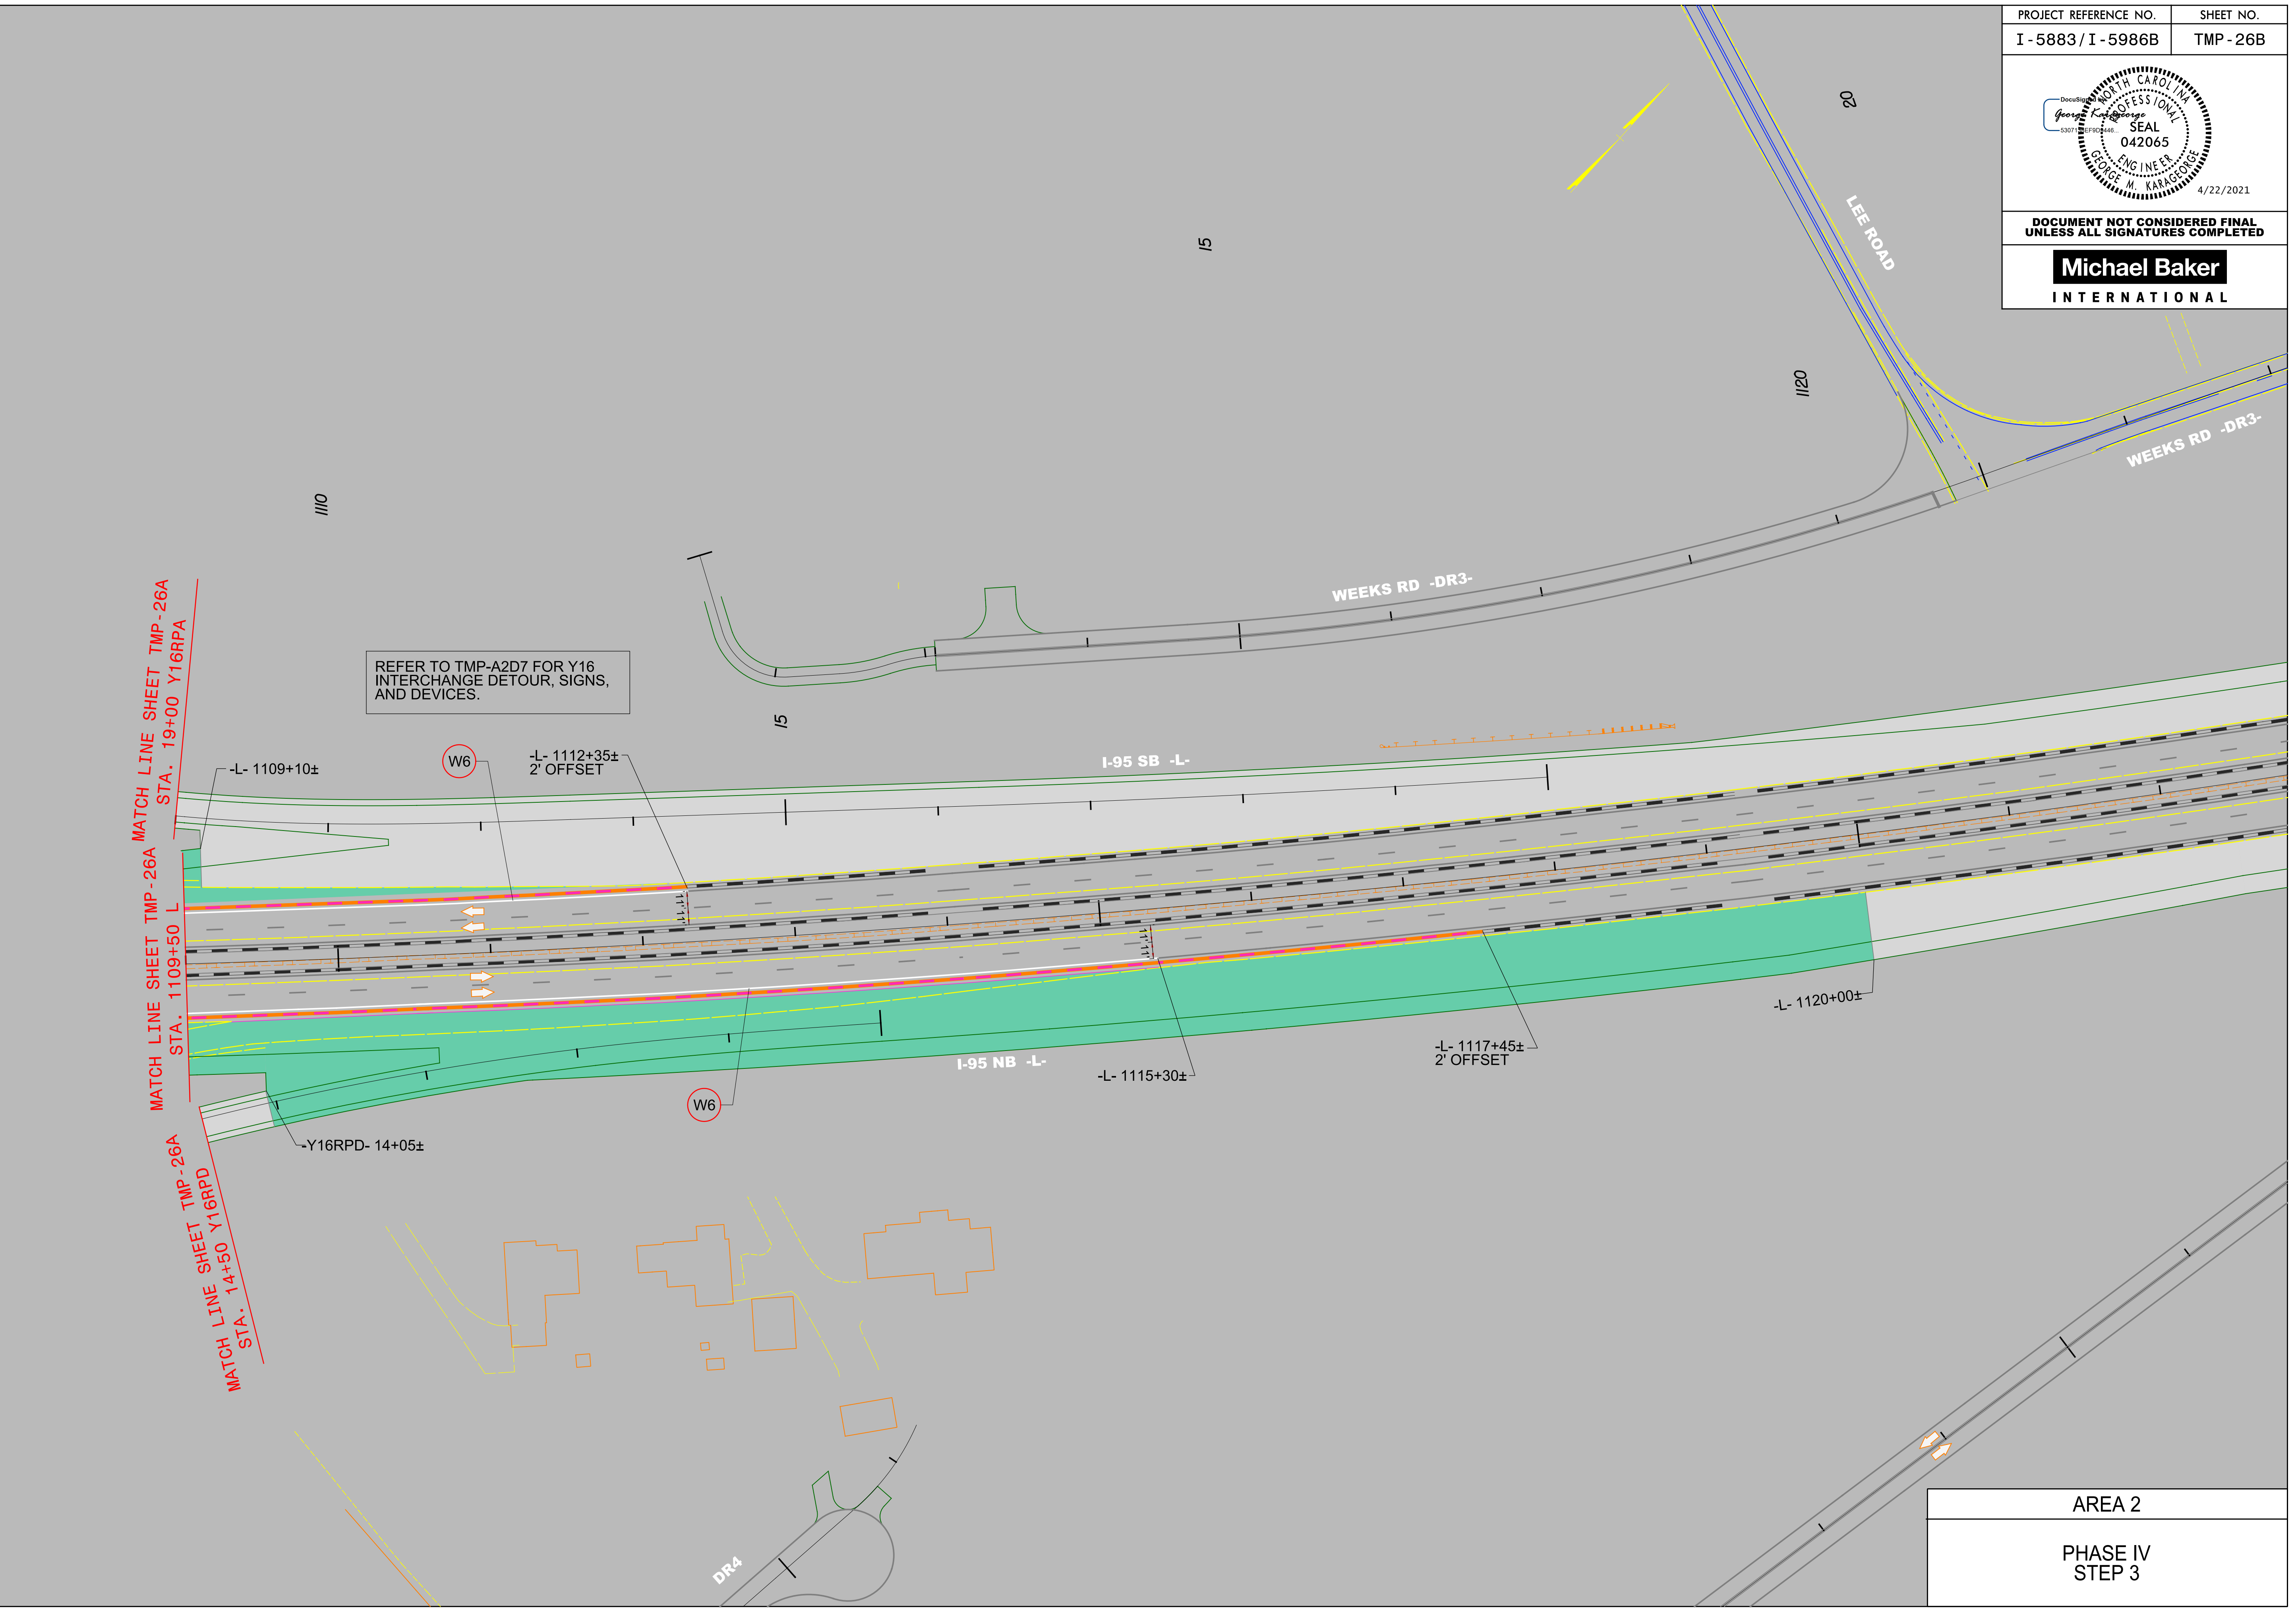 PROJECT REFERENCE NO.
SHEET NO.
I-5883/I-5986B
TMP-26B
DocuSigned
George Karageorge
NORTH CAROLINA
PROFESSIONAL
SEAL
042065
ENGINEER
GEORGE M. KARAGEORGE
4/22/2021
DOCUMENT NOT CONSIDERED FINAL
UNLESS ALL SIGNATURES COMPLETED
Michael Baker
INTERNATIONAL
20
15
LEE ROAD
1120
WEEKS RD -DR3-
1110
WEEKS RD -DR3-
MATCH LINE SHEET TMP-26A
STA. 19+00 Y16RPA
REFER TO TMP-A2D7 FOR Y16
INTERCHANGE DETOUR, SIGNS,
AND DEVICES.
15
-L- 1109+10±
W6
-L- 1112+35±
2' OFFSET
I-95 SB -L-
MATCH LINE SHEET TMP-26A
STA. 1109+50 L
-L- 1120+00±
-L- 1117+45±
2' OFFSET
I-95 NB -L-
-L- 1115+30±
W6
-Y16RPD- 14+05±
MATCH LINE SHEET TMP-26A
STA. 14+50 Y16RPD
DR4
AREA 2
PHASE IV
STEP 3